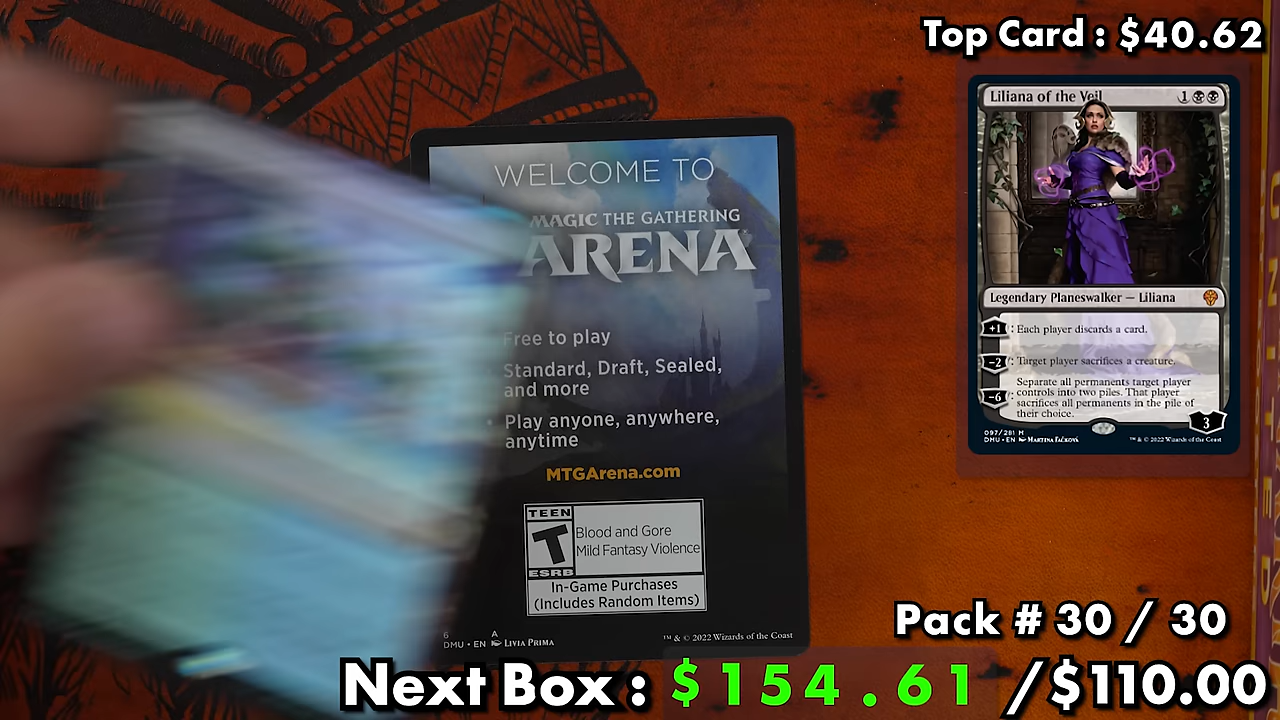 Top Card : $40.62
Liliana of the Veil 1
Legendary Planeswalker — Liliana
+1 : Each player discards a card.
-2 : Target player sacrifices a creature.
-6 : Separate all permanents target player
controls into two piles. That player
sacrifices all permanents in the pile of
their choice.
3
097/281 M
DMU • EN MARTINA FAČKOVÁ
™ & © 2022 Wizards of the Coast
WELCOME TO
MAGIC THE GATHERING
ARENA
Free to play
Standard, Draft, Sealed,
and more
• Play anyone, anywhere,
anytime
MTGArena.com
TEEN
T
ESRB
Blood and Gore
Mild Fantasy Violence
In-Game Purchases
(Includes Random Items)
6 A
DMU • EN LIVIA PRIMA
™ & © 2022 Wizards of the Coast
Pack # 30 / 30
Next Box : $154.61 /$110.00